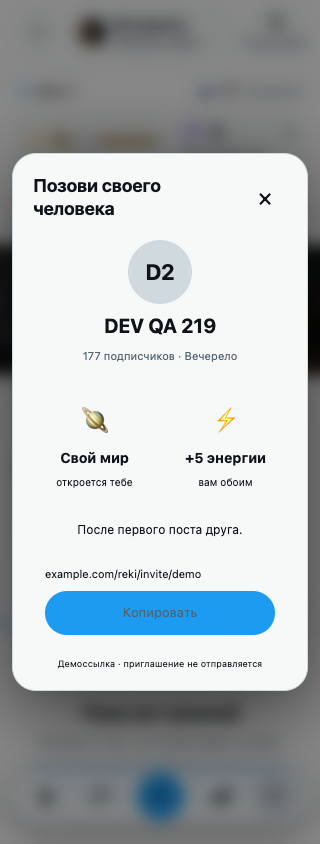 Позови своего
человека
D2
DEV QA 219
177 подписчиков · Вечерело
Свой мир
откроется тебе
+5 энергии
вам обоим
После первого поста друга.
example.com/reki/invite/demo
Копировать
Демоссылка · приглашение не отправляется